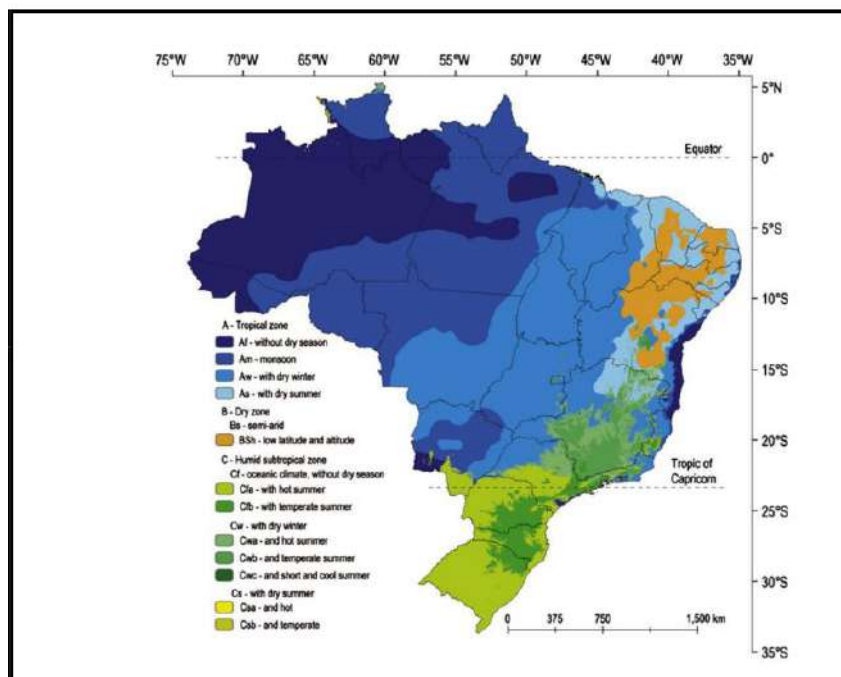 75°W 70°W 65°W 60°W 55°W 50°W 45°W 40°W 35°W
5°N
Equator
0°
5°S
10°S
A - Tropical zone
Af - without dry season
Am - monsoon
Aw - with dry winter
As - with dry summer
B - Dry zone
Bs - semi-arid
BSh - low latitude and altitude
C - Humid subtropical zone
Cf - oceanic climate, without dry season
Cfa - with hot summer
Cfb - with temperate summer
Cw - with dry winter
Cwa - and hot summer
Cwb - and temperate summer
Cwc - and short and cool summer
Cs - with dry summer
Csa - and hot
Csb - and temperate
15°S
20°S
Tropic of
Capricorn
25°S
30°S
0 375 750 1,500 km
35°S